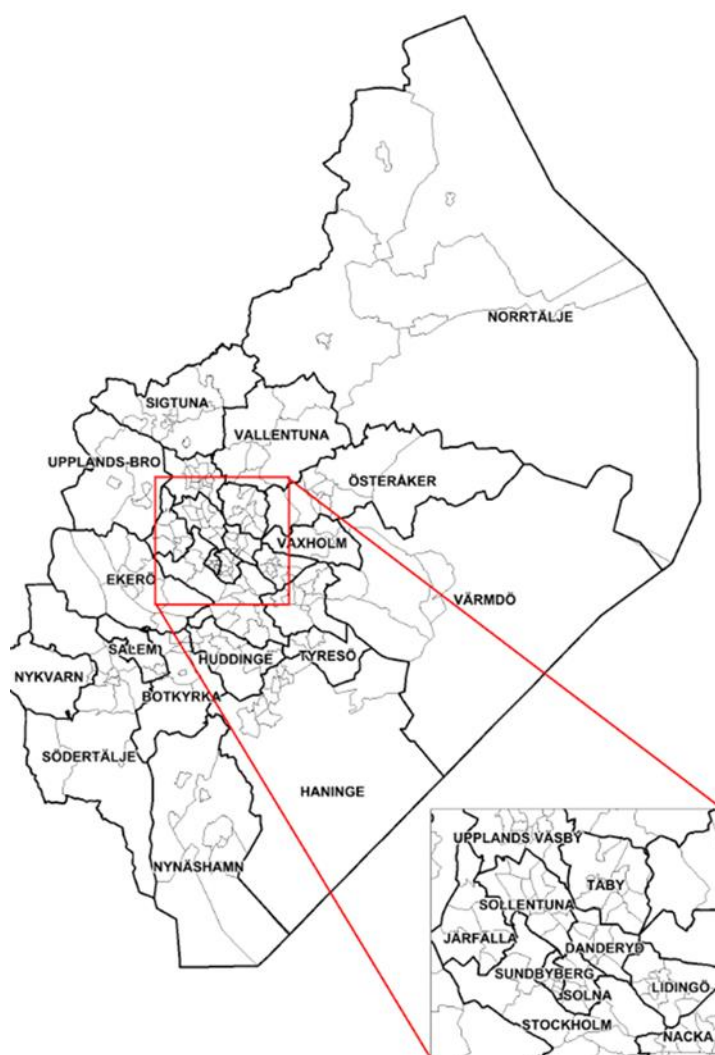 NORRTÄLJE
SIGTUNA
VALLENTUNA
UPPLANDS-BRO
ÖSTERÅKER
VAXHOLM
EKERÖ
VÄRMDÖ
SALEM
HUDDINGE
TYRESÖ
NYKVARN
BOTKYRKA
SÖDERTÄLJE
HANINGE
NYNÄSHAMN
UPPLANDS VÄSBY
TÄBY
SOLLENTUNA
JÄRFÄLLA
DANDERYD
SUNDBYBERG
LIDINGÖ
SOLNA
STOCKHOLM
NACKA